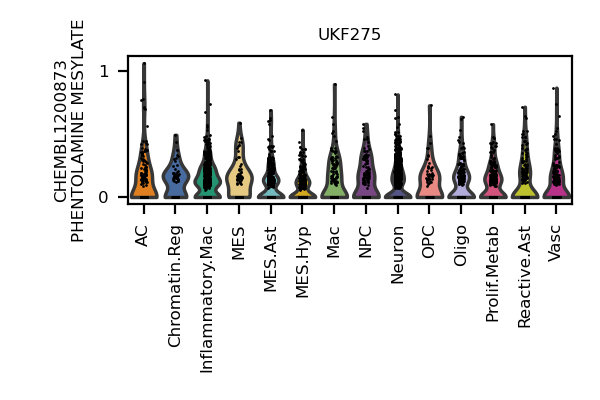 UKF275
CHEMBL1200873
PHENTOLAMINE MESYLATE
1
0
AC
Chromatin.Reg
Inflammatory.Mac
MES
MES.Ast
MES.Hyp
Mac
NPC
Neuron
OPC
Oligo
Prolif.Metab
Reactive.Ast
Vasc